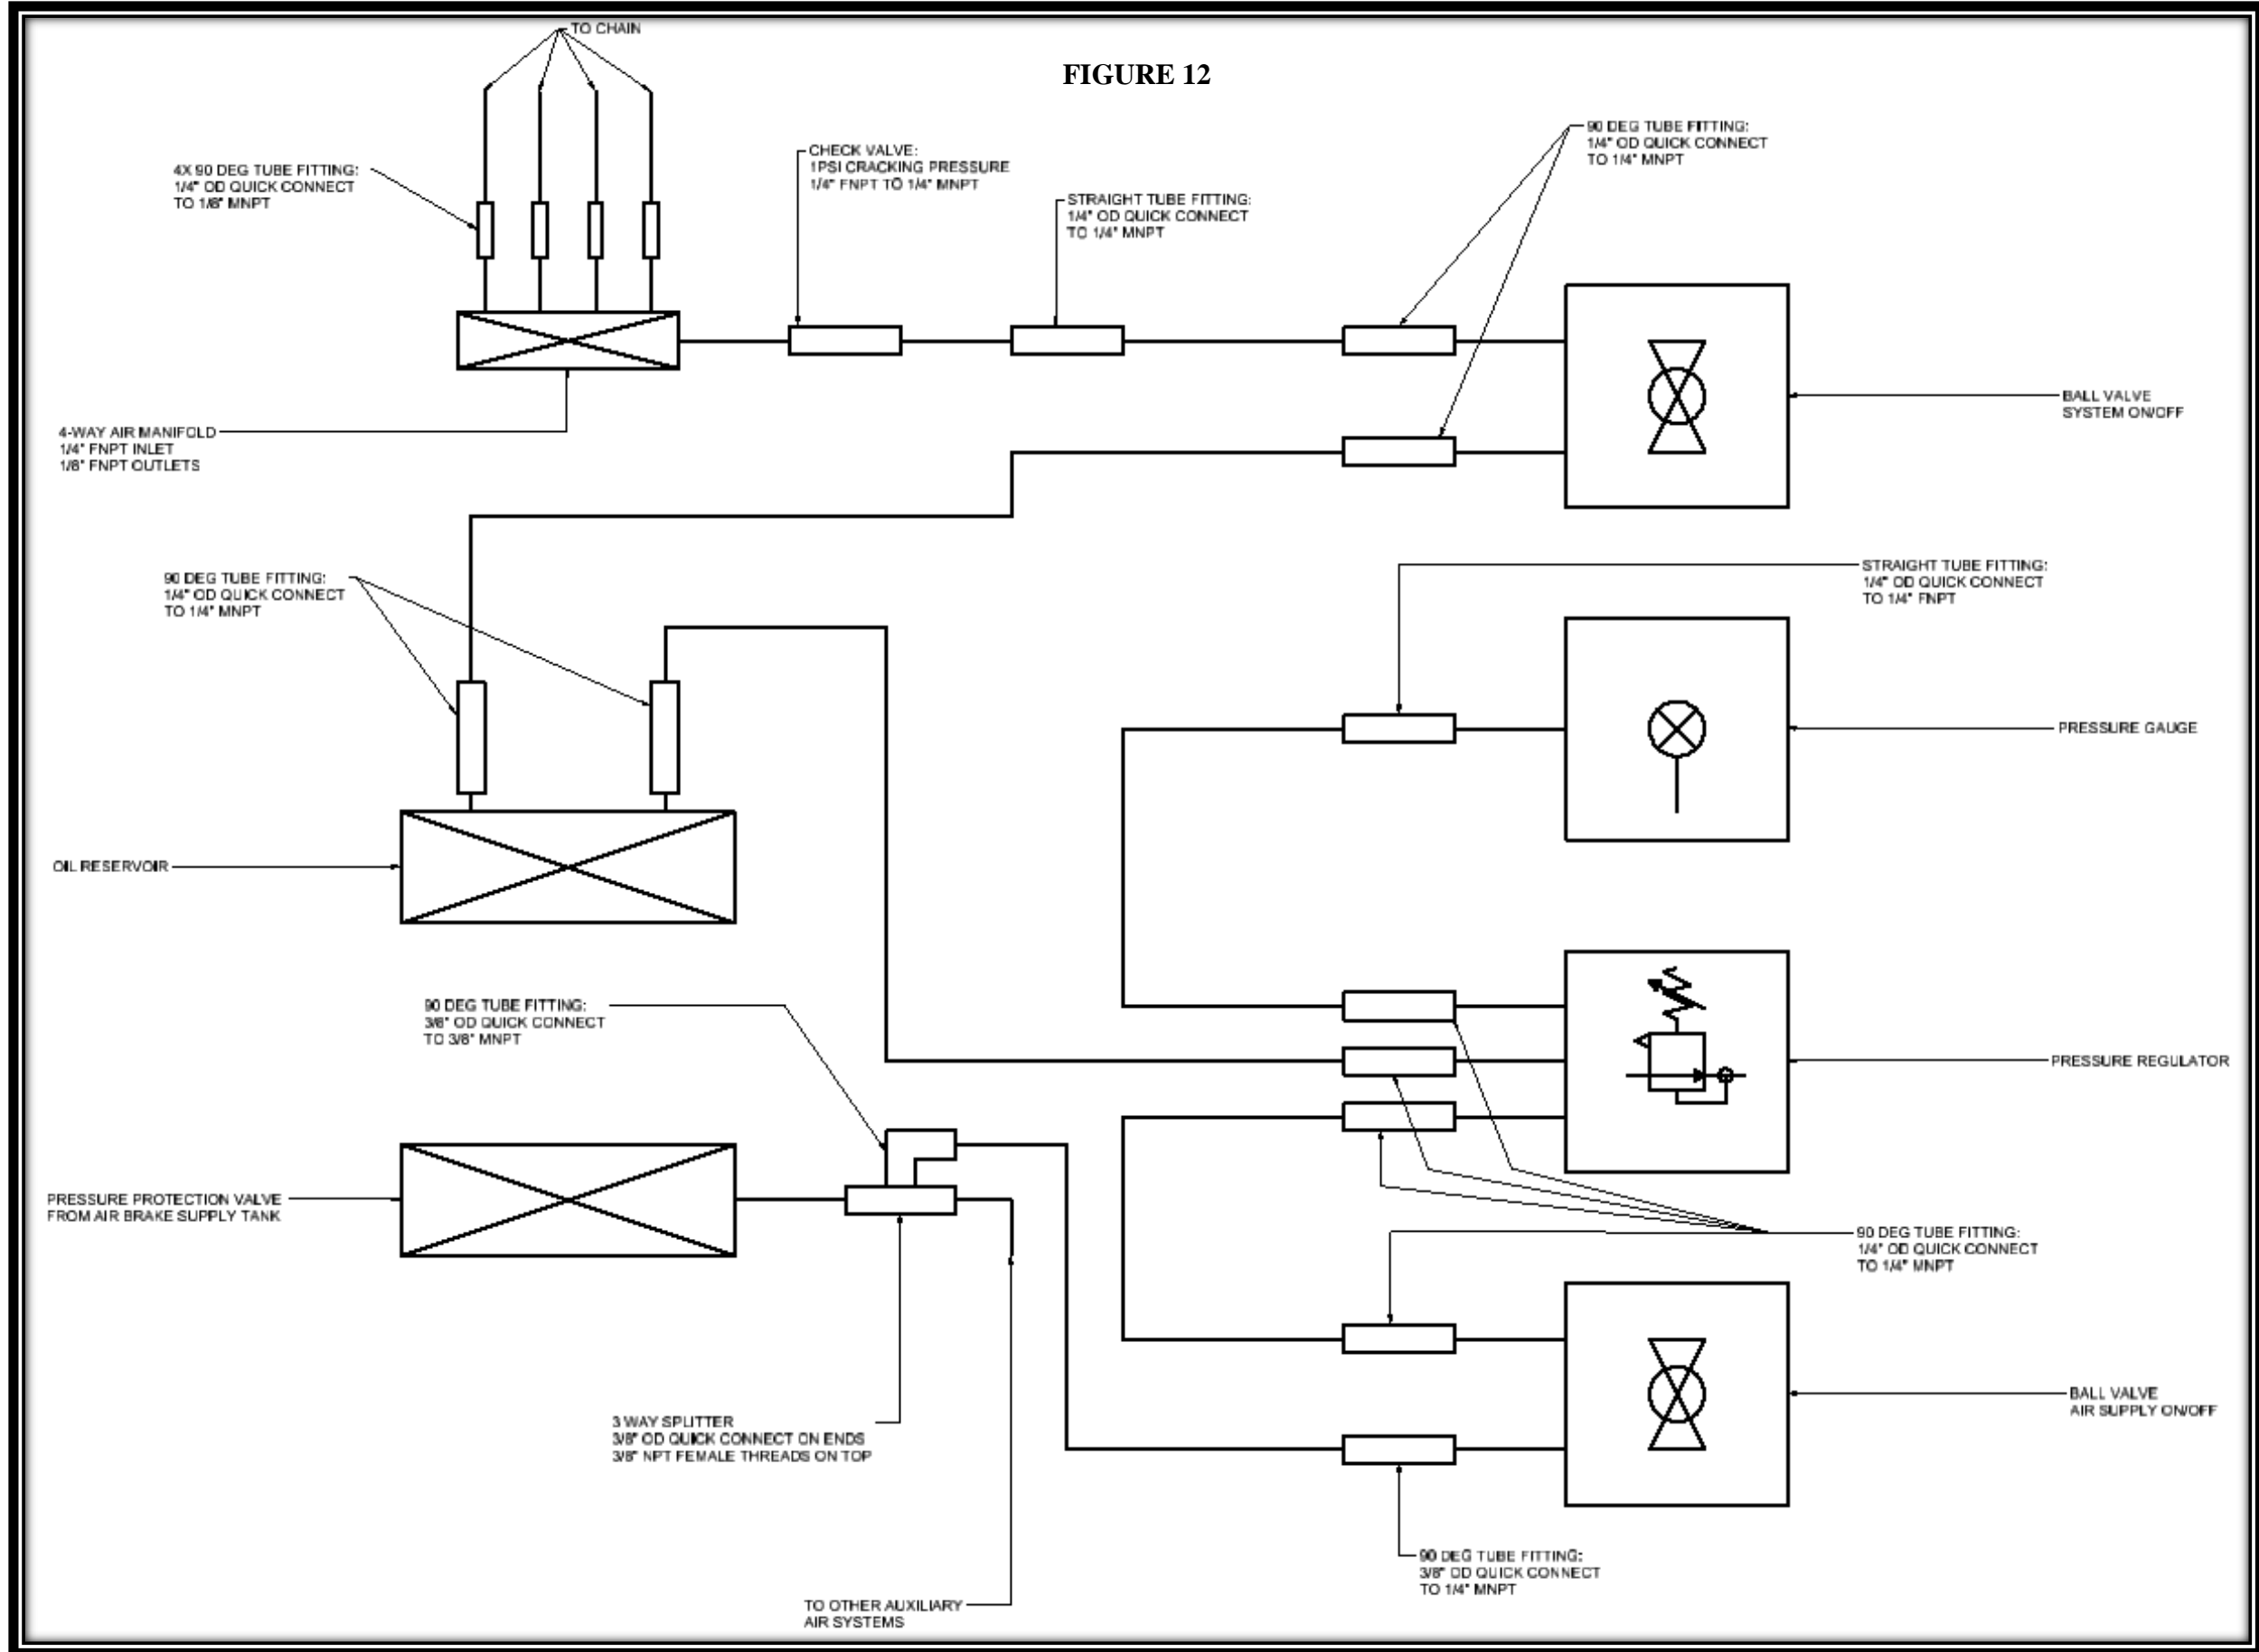 TO CHAIN
FIGURE 12
4X 90 DEG TUBE FITTING:
1/4" OD QUICK CONNECT
TO 1/8" MNPT
CHECK VALVE:
1PSI CRACKING PRESSURE
1/4" FNPT TO 1/4" MNPT
STRAIGHT TUBE FITTING:
1/4" OD QUICK CONNECT
TO 1/4" MNPT
90 DEG TUBE FITTING:
1/4" OD QUICK CONNECT
TO 1/4" MNPT
4-WAY AIR MANIFOLD
1/4" FNPT INLET
1/8" FNPT OUTLETS
BALL VALVE
SYSTEM ON/OFF
90 DEG TUBE FITTING:
1/4" OD QUICK CONNECT
TO 1/4" MNPT
STRAIGHT TUBE FITTING:
1/4" OD QUICK CONNECT
TO 1/4" FNPT
PRESSURE GAUGE
OIL RESERVOIR
90 DEG TUBE FITTING:
3/8" OD QUICK CONNECT
TO 3/8" MNPT
PRESSURE REGULATOR
PRESSURE PROTECTION VALVE
FROM AIR BRAKE SUPPLY TANK
90 DEG TUBE FITTING:
1/4" OD QUICK CONNECT
TO 1/4" MNPT
3 WAY SPLITTER
3/8" OD QUICK CONNECT ON ENDS
3/8" NPT FEMALE THREADS ON TOP
BALL VALVE
AIR SUPPLY ON/OFF
90 DEG TUBE FITTING:
3/8" OD QUICK CONNECT
TO 1/4" MNPT
TO OTHER AUXILIARY
AIR SYSTEMS